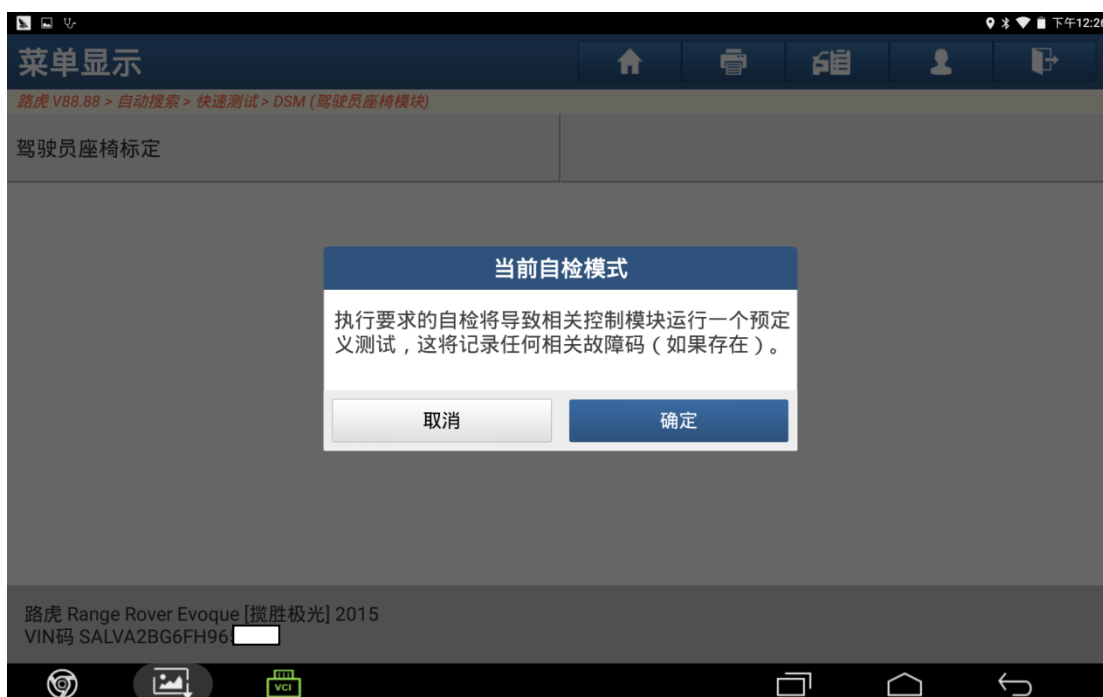 下午12:26
菜单显示
路虎 V88.88 > 自动搜索 > 快速测试 > DSM (驾驶员座椅模块)
驾驶员座椅标定
当前自检模式
执行要求的自检将导致相关控制模块运行一个预定
义测试，这将记录任何相关故障码（如果存在）。
取消
确定
路虎 Range Rover Evoque [揽胜极光] 2015
VIN码 SALVA2BG6FH96
VCI